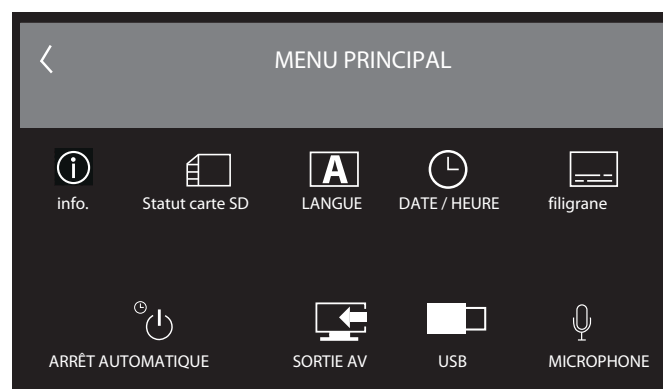 MENU PRINCIPAL
info. Statut carte SD LANGUE DATE / HEURE filigrane
ARRÊT AUTOMATIQUE SORTIE AV USB MICROPHONE